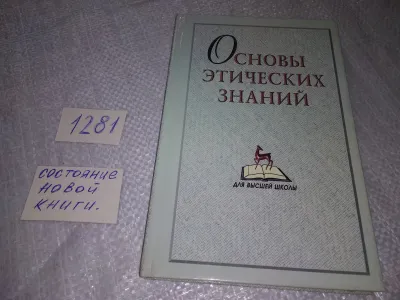 1281
состояние
новой
книги.
Основы
этических
знаний
для высшей школы